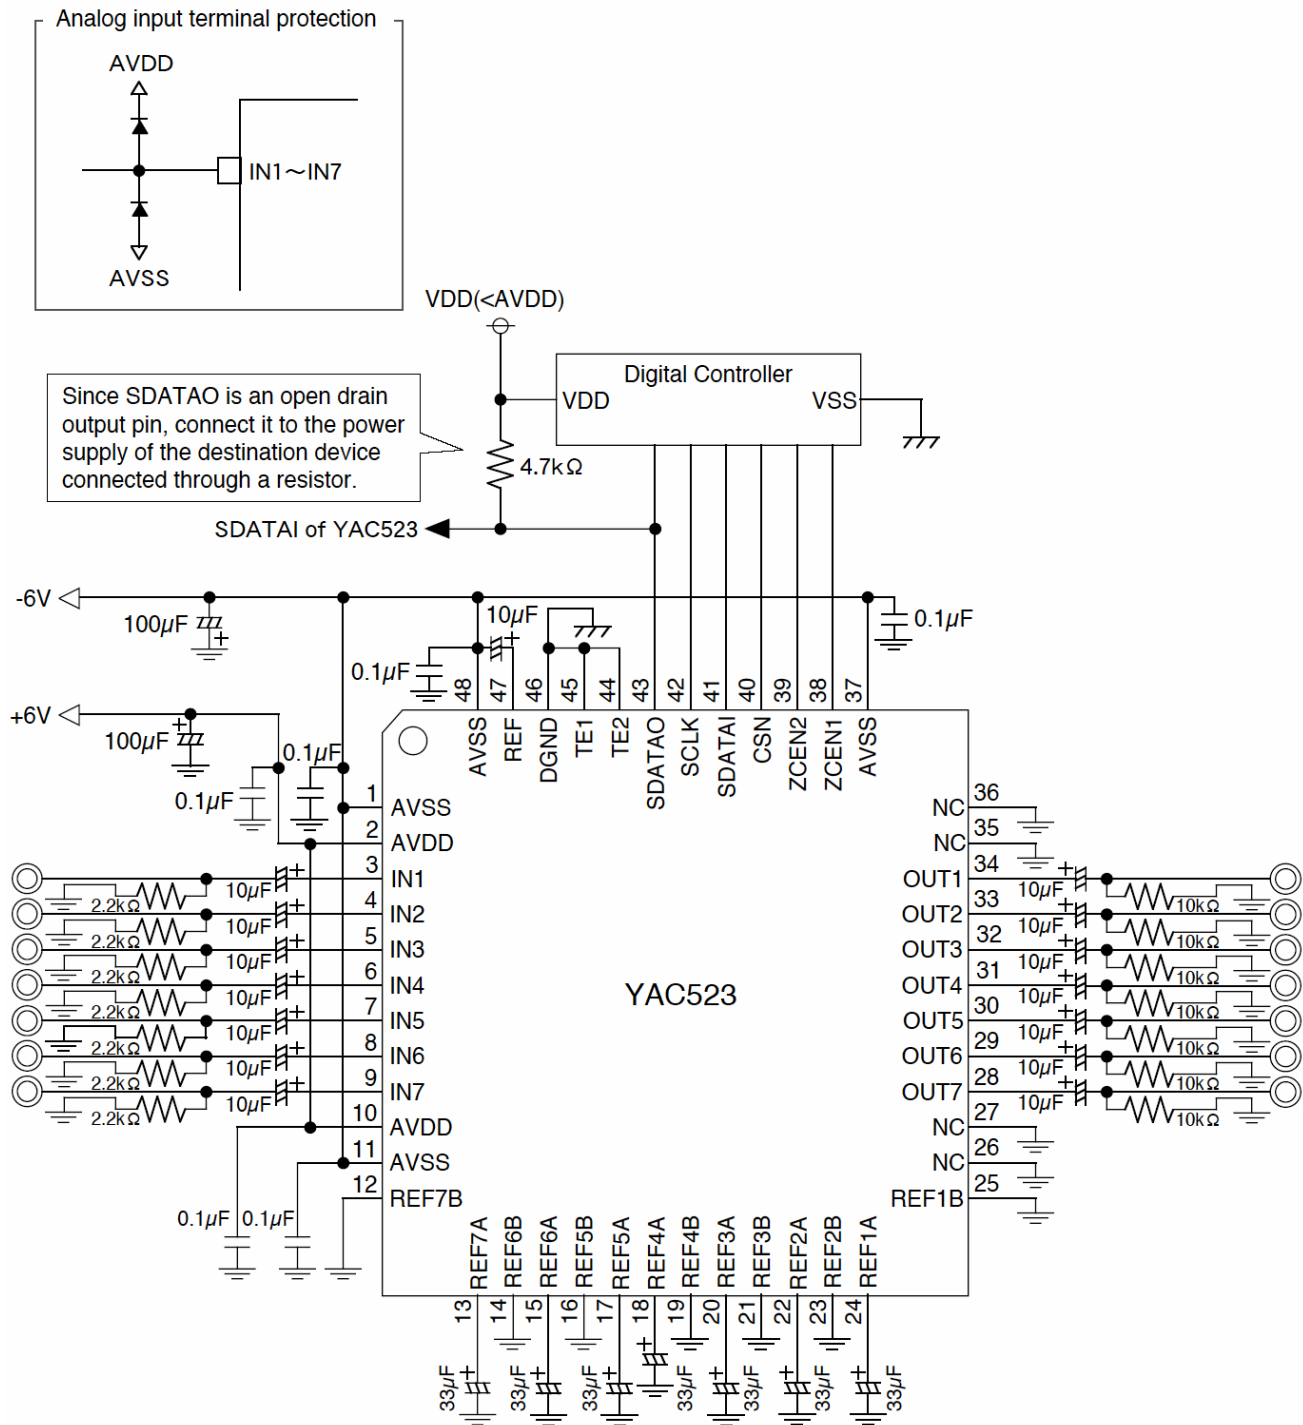 Analog input terminal protection
AVDD
IN1～IN7
AVSS
VDD(<AVDD)
Digital Controller
VDD
VSS
Since SDATAO is an open drain
output pin, connect it to the power
supply of the destination device
connected through a resistor.
4.7kΩ
SDATAI of YAC523
-6V
100μF
+
10μF
+
0.1μF
0.1μF
48
47
46
45
44
43
42
41
40
39
38
37
+6V
+
100μF
0.1μF
0.1μF
AVSS
REF
DGND
TE1
TE2
SDATAO
SCLK
SDATAI
CSN
ZCEN2
ZCEN1
AVSS
1
AVSS
2
AVDD
3
IN1
4
IN2
5
IN3
6
IN4
7
IN5
8
IN6
9
IN7
10
AVDD
11
AVSS
12
REF7B
2.2kΩ
10μF
+
2.2kΩ
10μF
+
2.2kΩ
10μF
+
2.2kΩ
10μF
+
2.2kΩ
10μF
+
2.2kΩ
10μF
+
2.2kΩ
10μF
+
0.1μF
0.1μF
YAC523
36
NC
35
NC
34
OUT1
33
OUT2
32
OUT3
31
OUT4
30
OUT5
29
OUT6
28
OUT7
27
NC
26
NC
25
REF1B
+
10μF
10kΩ
+
10μF
10kΩ
+
10μF
10kΩ
+
10μF
10kΩ
+
10μF
10kΩ
+
10μF
10kΩ
+
10μF
10kΩ
REF7A
REF6B
REF6A
REF5B
REF5A
REF4A
REF4B
REF3A
REF3B
REF2A
REF2B
REF1A
13
14
15
16
17
18
19
20
21
22
23
24
33μF
+
33μF
+
33μF
+
+
33μF
+
33μF
+
33μF
+